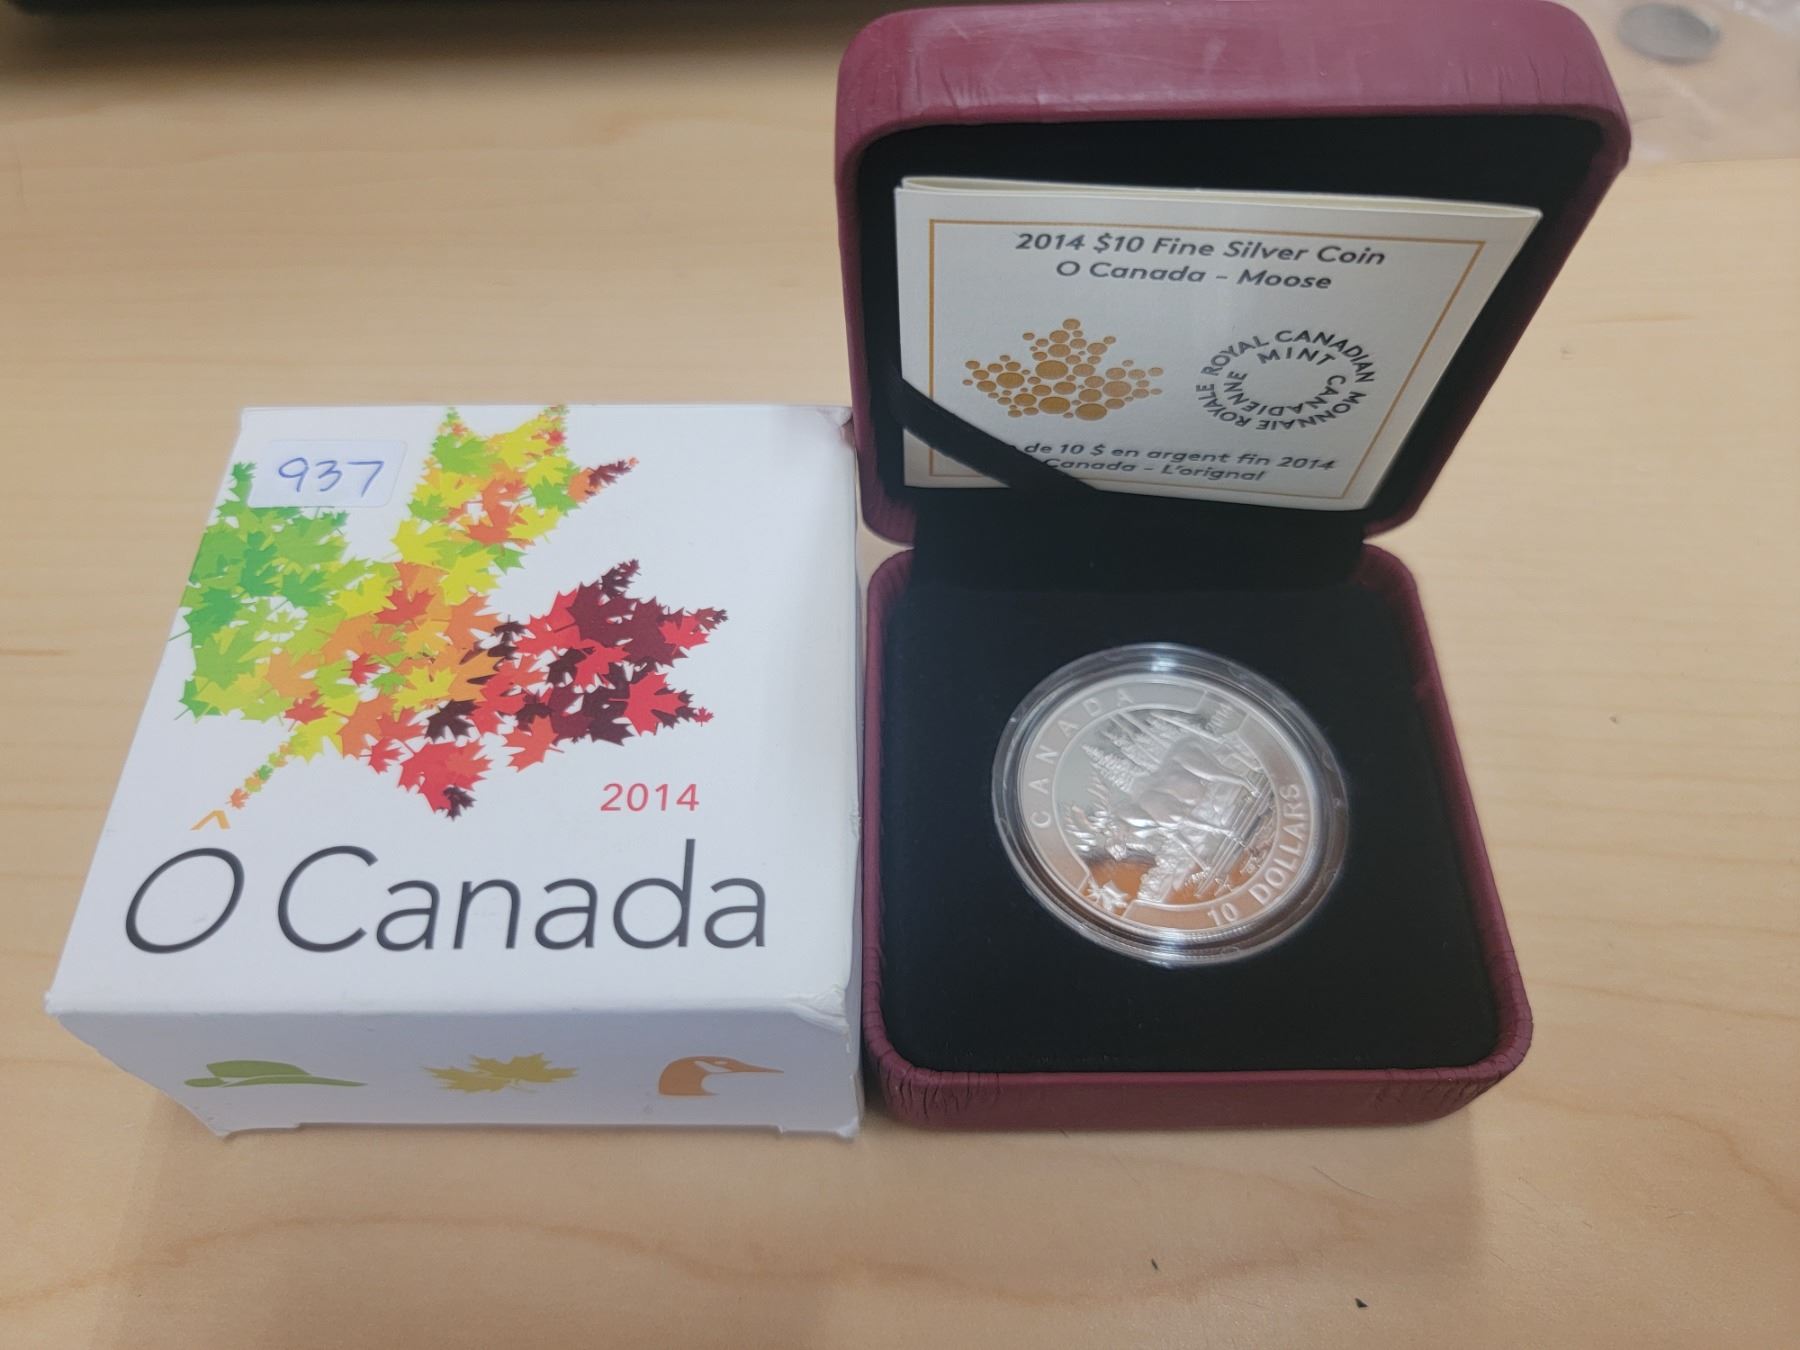 937
2014
O Canada
2014 $10 Fine Silver Coin
O Canada – Moose
ROYAL CANADIAN MINT
MONNAIE ROYALE CANADIENNE
de 10 $ en argent fin 2014
Canada – L'orignal
CANADA
2014
10 DOLLARS